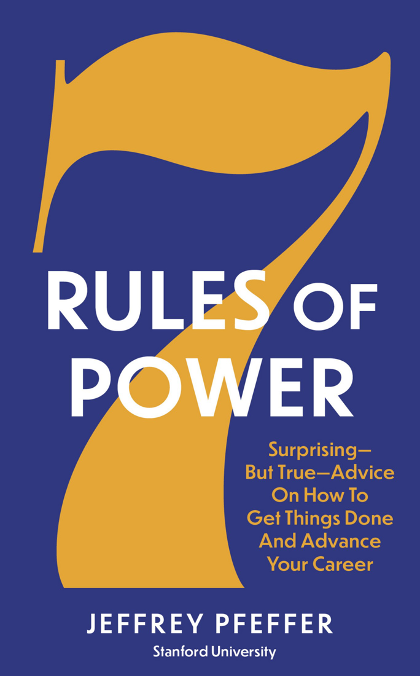 7
RULES OF
POWER
Surprising—
But True—Advice
On How To
Get Things Done
And Advance
Your Career
JEFFREY PFEFFER
Stanford University